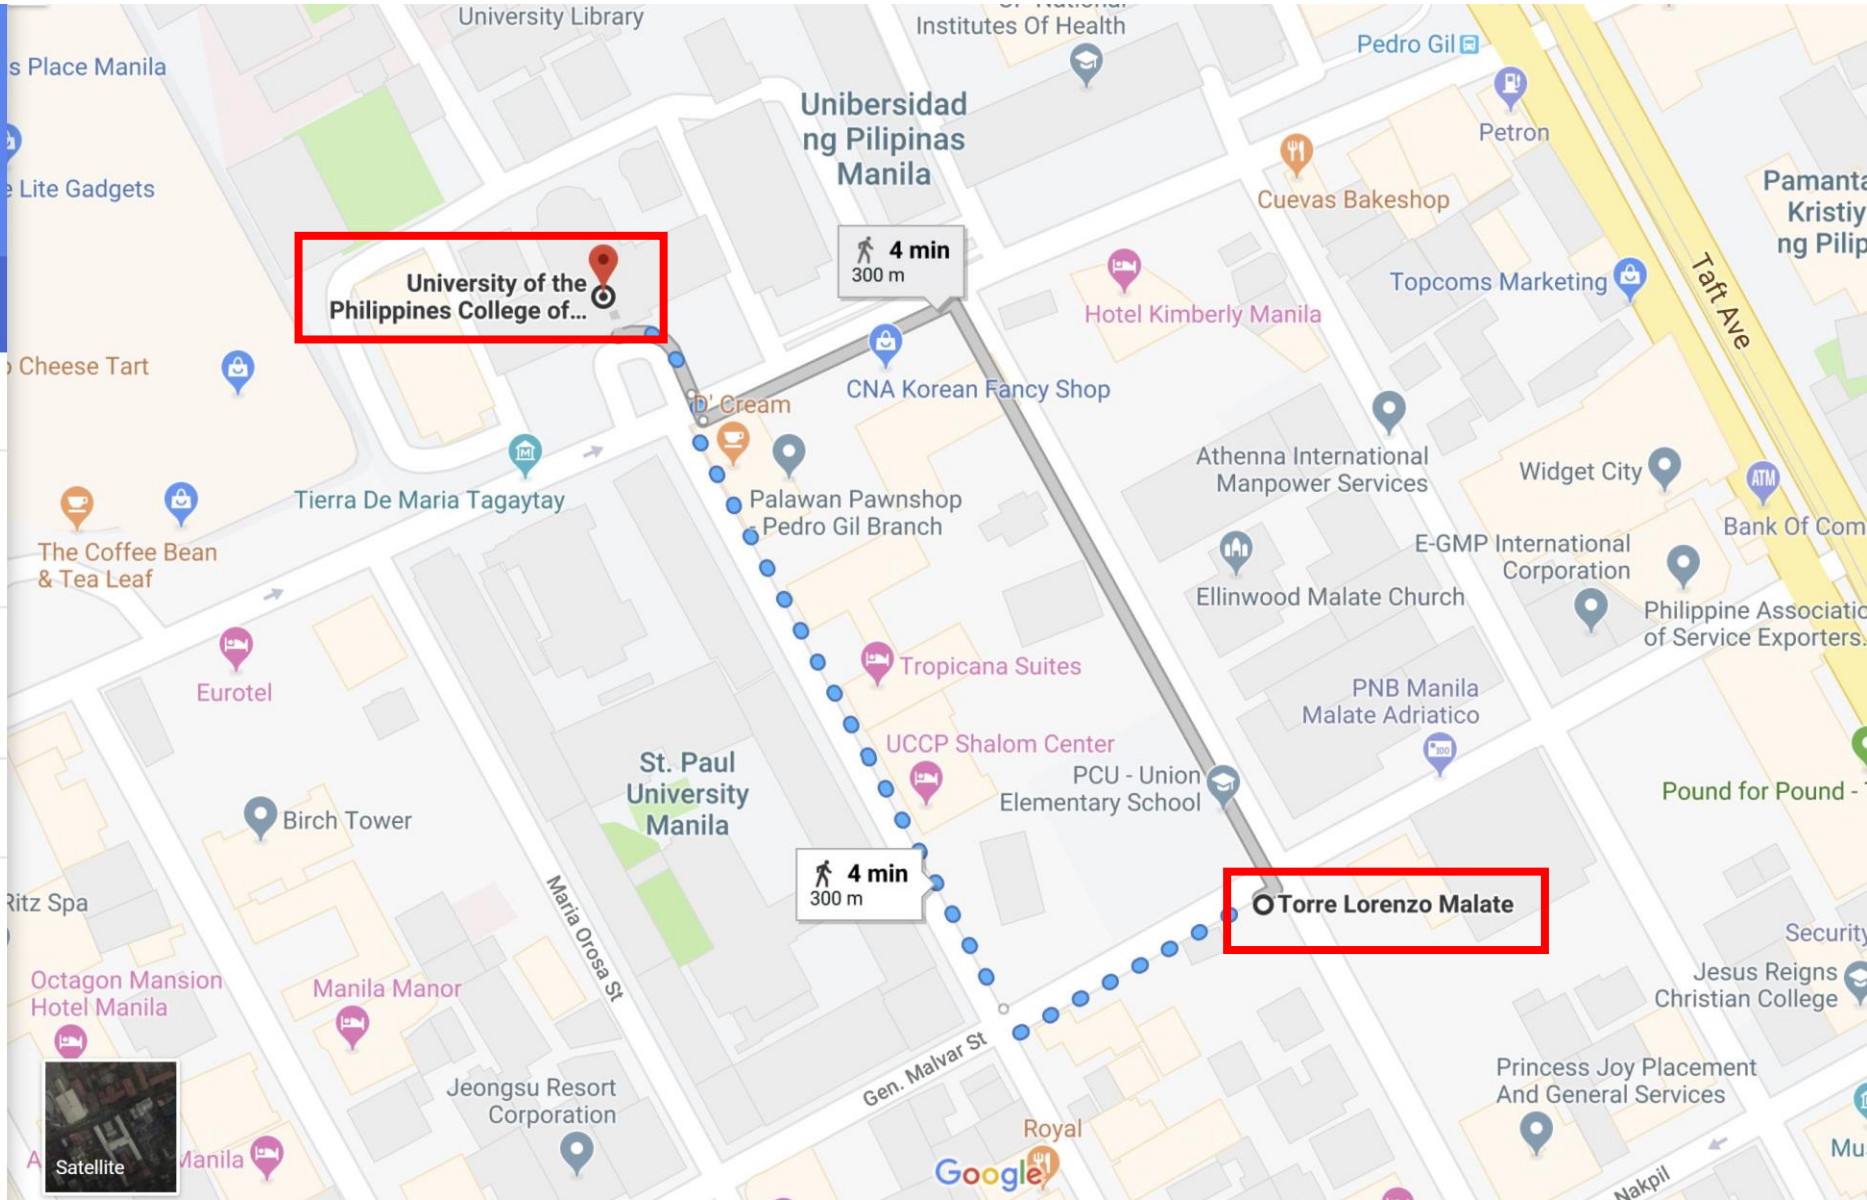 University Library
Institutes Of Health
Pedro Gil
s Place Manila
Petron
Unibersidad
ng Pilipinas
Manila
Lite Gadgets
Cuevas Bakeshop
Pamanta
Kristiy
ng Pilip
4 min
300 m
University of the
Philippines College of...
Hotel Kimberly Manila
Topcoms Marketing
Taft Ave
Cheese Tart
CNA Korean Fancy Shop
D' Cream
Athenna International
Manpower Services
Widget City
Tierra De Maria Tagaytay
Palawan Pawnshop
- Pedro Gil Branch
ATM
Bank Of Com
The Coffee Bean
& Tea Leaf
E-GMP International
Corporation
Ellinwood Malate Church
Philippine Associatio
of Service Exporters.
Eurotel
Tropicana Suites
PNB Manila
Malate Adriatico
UCCP Shalom Center
St. Paul
University
Manila
PCU - Union
Elementary School
Pound for Pound -
Birch Tower
4 min
300 m
Ritz Spa
Maria Orosa St
Torre Lorenzo Malate
Security
Octagon Mansion
Hotel Manila
Manila Manor
Jesus Reigns
Christian College
Gen. Malvar St
Jeongsu Resort
Corporation
Princess Joy Placement
And General Services
Royal
Satellite
Manila
Google
Mu
Nakpil